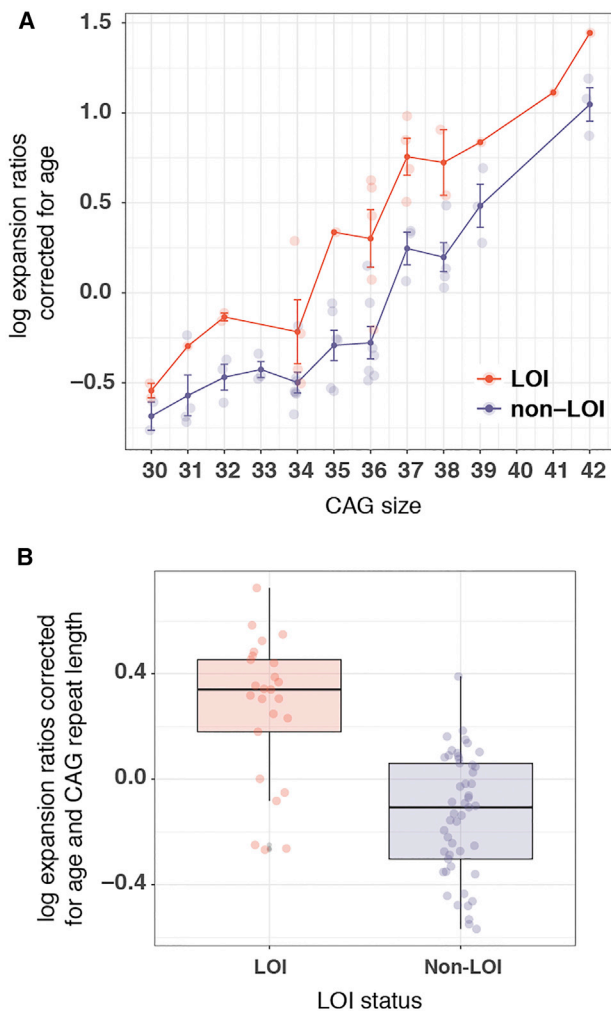 A
log expansion ratios
corrected for age
1.5
1.0
0.5
0.0
−0.5
LOI
non−LOI
30 31 32 33 34 35 36 37 38 39 40 41 42
CAG size
B
log expansion ratios corrected
for age and CAG repeat length
0.4
0.0
−0.4
LOI Non-LOI
LOI status